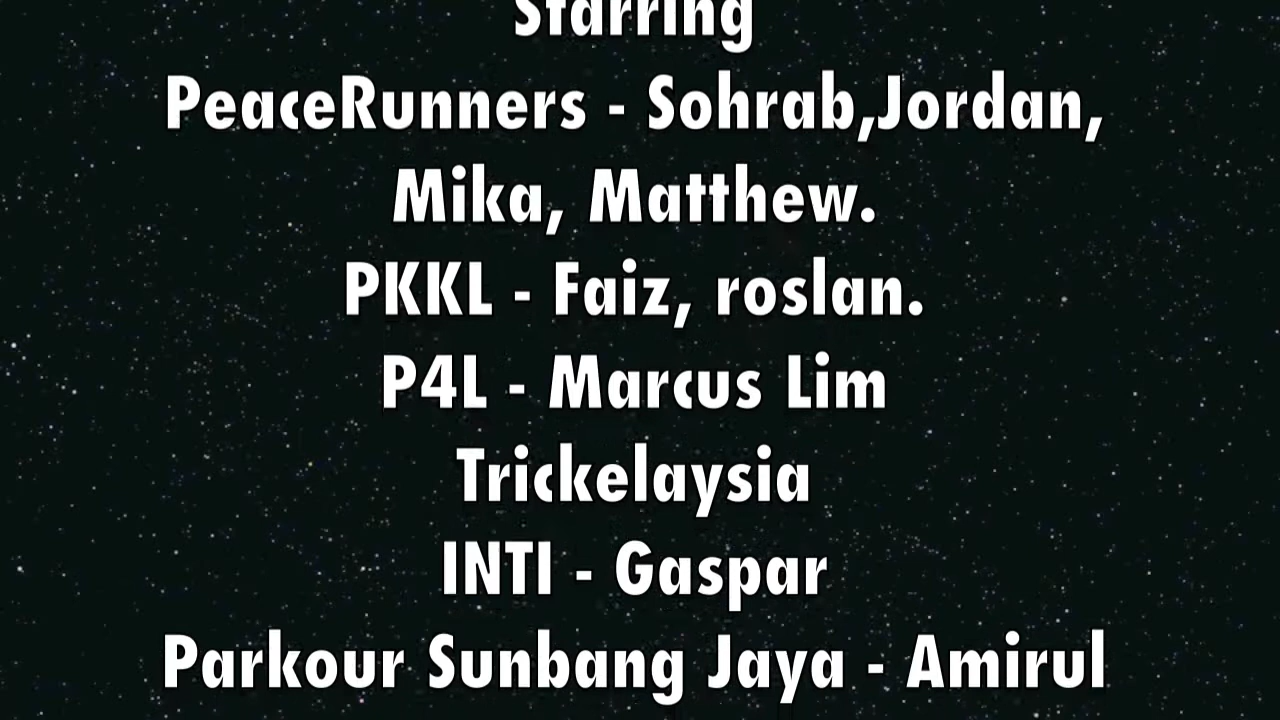 Starring
PeaceRunners - Sohrab,Jordan,
Mika, Matthew.
PKKL - Faiz, roslan.
P4L - Marcus Lim
Trickelaysia
INTI - Gaspar
Parkour Sunbang Jaya - Amirul